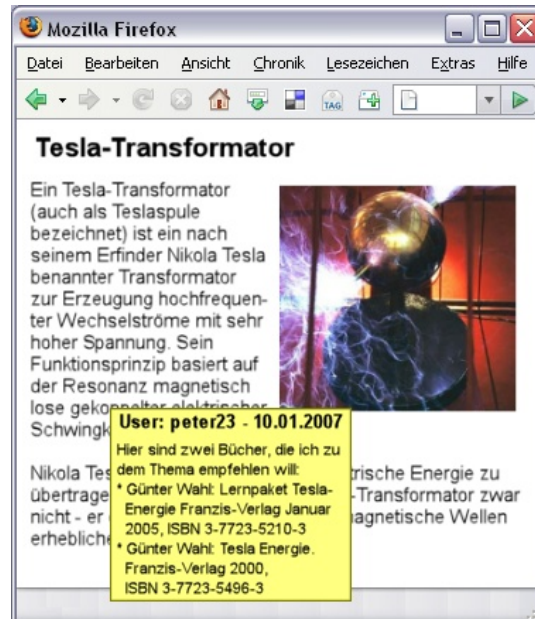 Mozilla Firefox
Datei Bearbeiten Ansicht Chronik Lesezeichen Extras Hilfe
TAG
Tesla-Transformator
Ein Tesla-Transformator
(auch als Teslaspule
bezeichnet) ist ein nach
seinem Erfinder Nikola Tesla
benannter Transformator
zur Erzeugung hochfrequen-
ter Wechselströme mit sehr
hoher Spannung. Sein
Funktionsprinzip basiert auf
der Resonanz magnetisch
lose gekoppelter elektrischer
Schwingk
User: peter23 - 10.01.2007
Hier sind zwei Bücher, die ich zu
dem Thema empfehlen will:
* Günter Wahl: Lernpaket Tesla-
Energie Franzis-Verlag Januar
2005, ISBN 3-7723-5210-3
* Günter Wahl: Tesla Energie.
Franzis-Verlag 2000,
ISBN 3-7723-5496-3
Nikola Tes trische Energie zu
übertrage -Transformator zwar
nicht - er agnetische Wellen
erhebliche